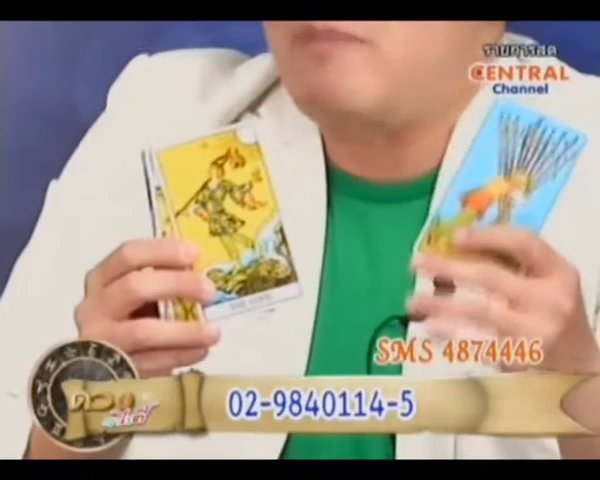 รายการสด
CENTRAL
Channel
THE FOOL
SMS 4874446
ดวง
02-9840114-5